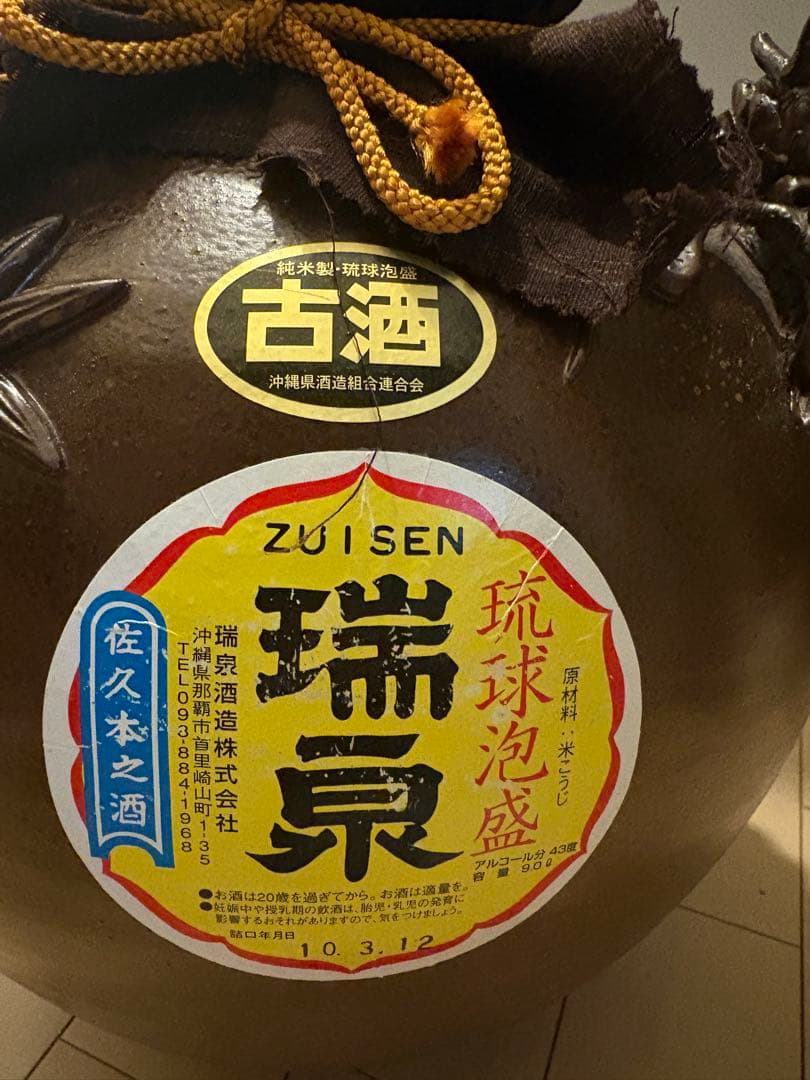 純米製・琉球泡盛
古酒
沖縄県酒造組合連合会
ZUISEN
瑞泉
琉球泡盛
原材料:米こうじ
アルコール分 43度
容量 9.0ℓ
瑞泉酒造株式会社
沖縄県那覇市首里崎山町1-35
TEL093-884-1968
佐久本之酒
●お酒は20歳を過ぎてから。お酒は適量を。
●妊娠中や授乳期の飲酒は、胎児・乳児の発育に
影響するおそれがありますので、気をつけましょう。
詰口年月日
10.3.12